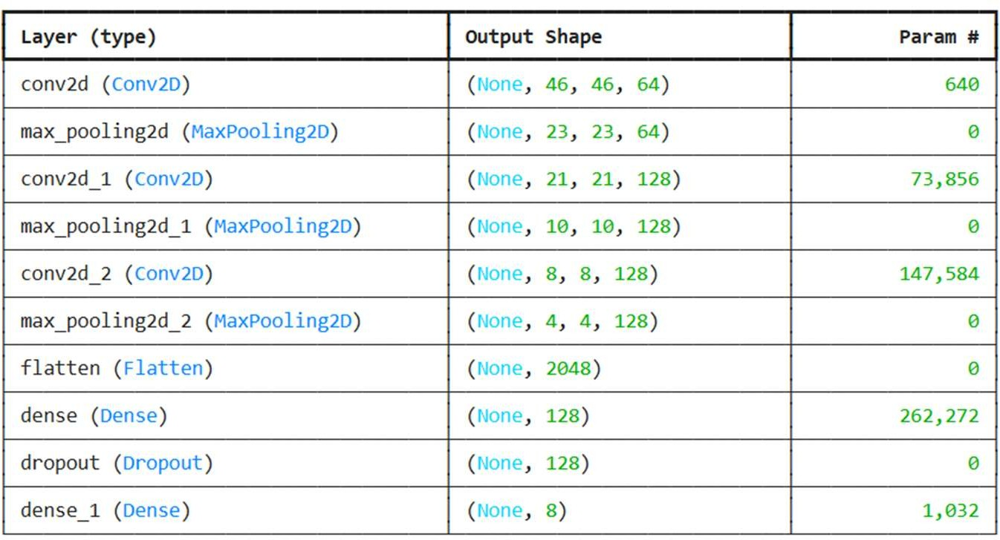 Layer (type) Output Shape Param #
conv2d (Conv2D) (None, 46, 46, 64) 640
max_pooling2d (MaxPooling2D) (None, 23, 23, 64) 0
conv2d_1 (Conv2D) (None, 21, 21, 128) 73,856
max_pooling2d_1 (MaxPooling2D) (None, 10, 10, 128) 0
conv2d_2 (Conv2D) (None, 8, 8, 128) 147,584
max_pooling2d_2 (MaxPooling2D) (None, 4, 4, 128) 0
flatten (Flatten) (None, 2048) 0
dense (Dense) (None, 128) 262,272
dropout (Dropout) (None, 128) 0
dense_1 (Dense) (None, 8) 1,032